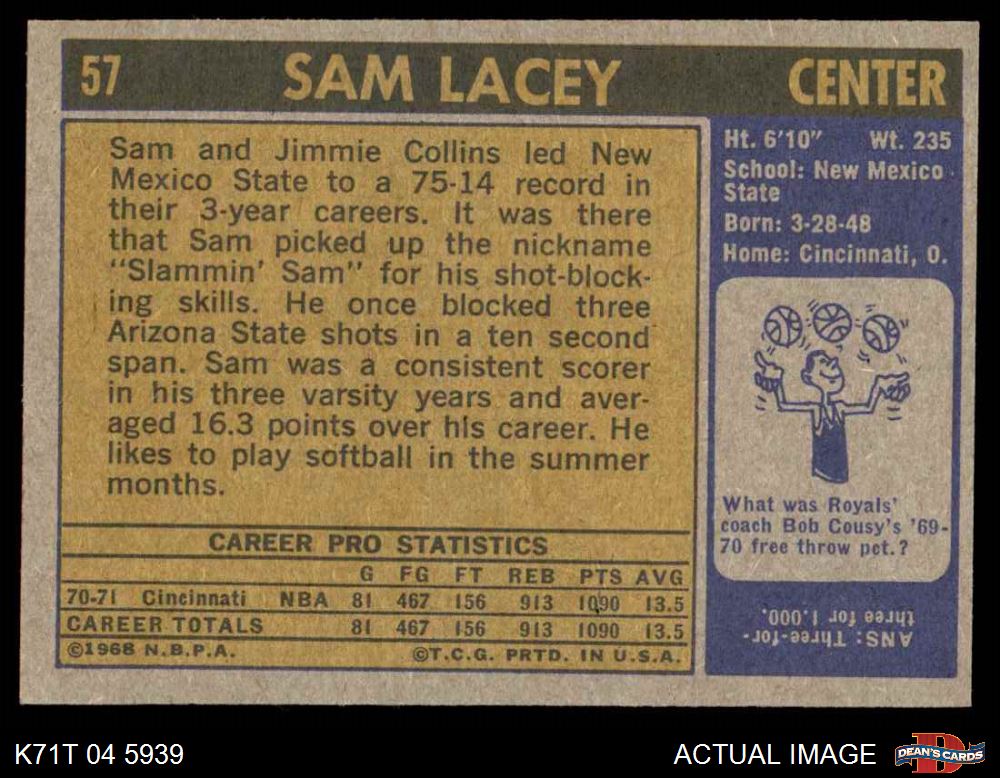 57 SAM LACEY CENTER
Sam and Jimmie Collins led New
Mexico State to a 75-14 record in
their 3-year careers. It was there
that Sam picked up the nickname
"Slammin' Sam" for his shot-block-
ing skills. He once blocked three
Arizona State shots in a ten second
span. Sam was a consistent scorer
in his three varsity years and aver-
aged 16.3 points over his career. He
likes to play softball in the summer
months.
CAREER PRO STATISTICS
G FG FT REB PTS AVG
70-71 Cincinnati NBA 81 467 156 913 1090 13.5
CAREER TOTALS 81 467 156 913 1090 13.5
©1968 N.B.P.A. ©T.C.G. PRTD. IN U.S.A.
Ht. 6'10" Wt. 235
School: New Mexico
State
Born: 3-28-48
Home: Cincinnati, O.
What was Royals'
coach Bob Cousy's '69-
70 free throw pct.?
ANS: Three-for-
three for 1.000.
K71T 04 5939 ACTUAL IMAGE DEAN'S CARDS